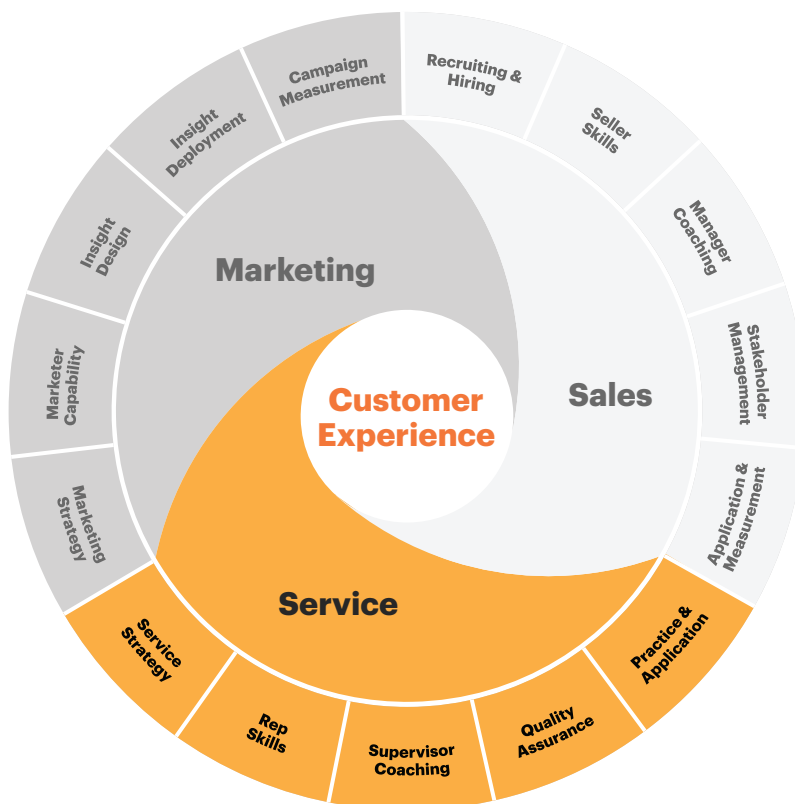 Campaign
Measurement
Recruiting &
Hiring
Seller
Skills
Manager
Coaching
Stakeholder
Management
Application &
Measurement
Practice &
Application
Quality
Assurance
Supervisor
Coaching
Rep
Skills
Service
Strategy
Marketing
Strategy
Marketer
Capability
Insight
Design
Insight
Deployment
Marketing
Sales
Service
Customer
Experience